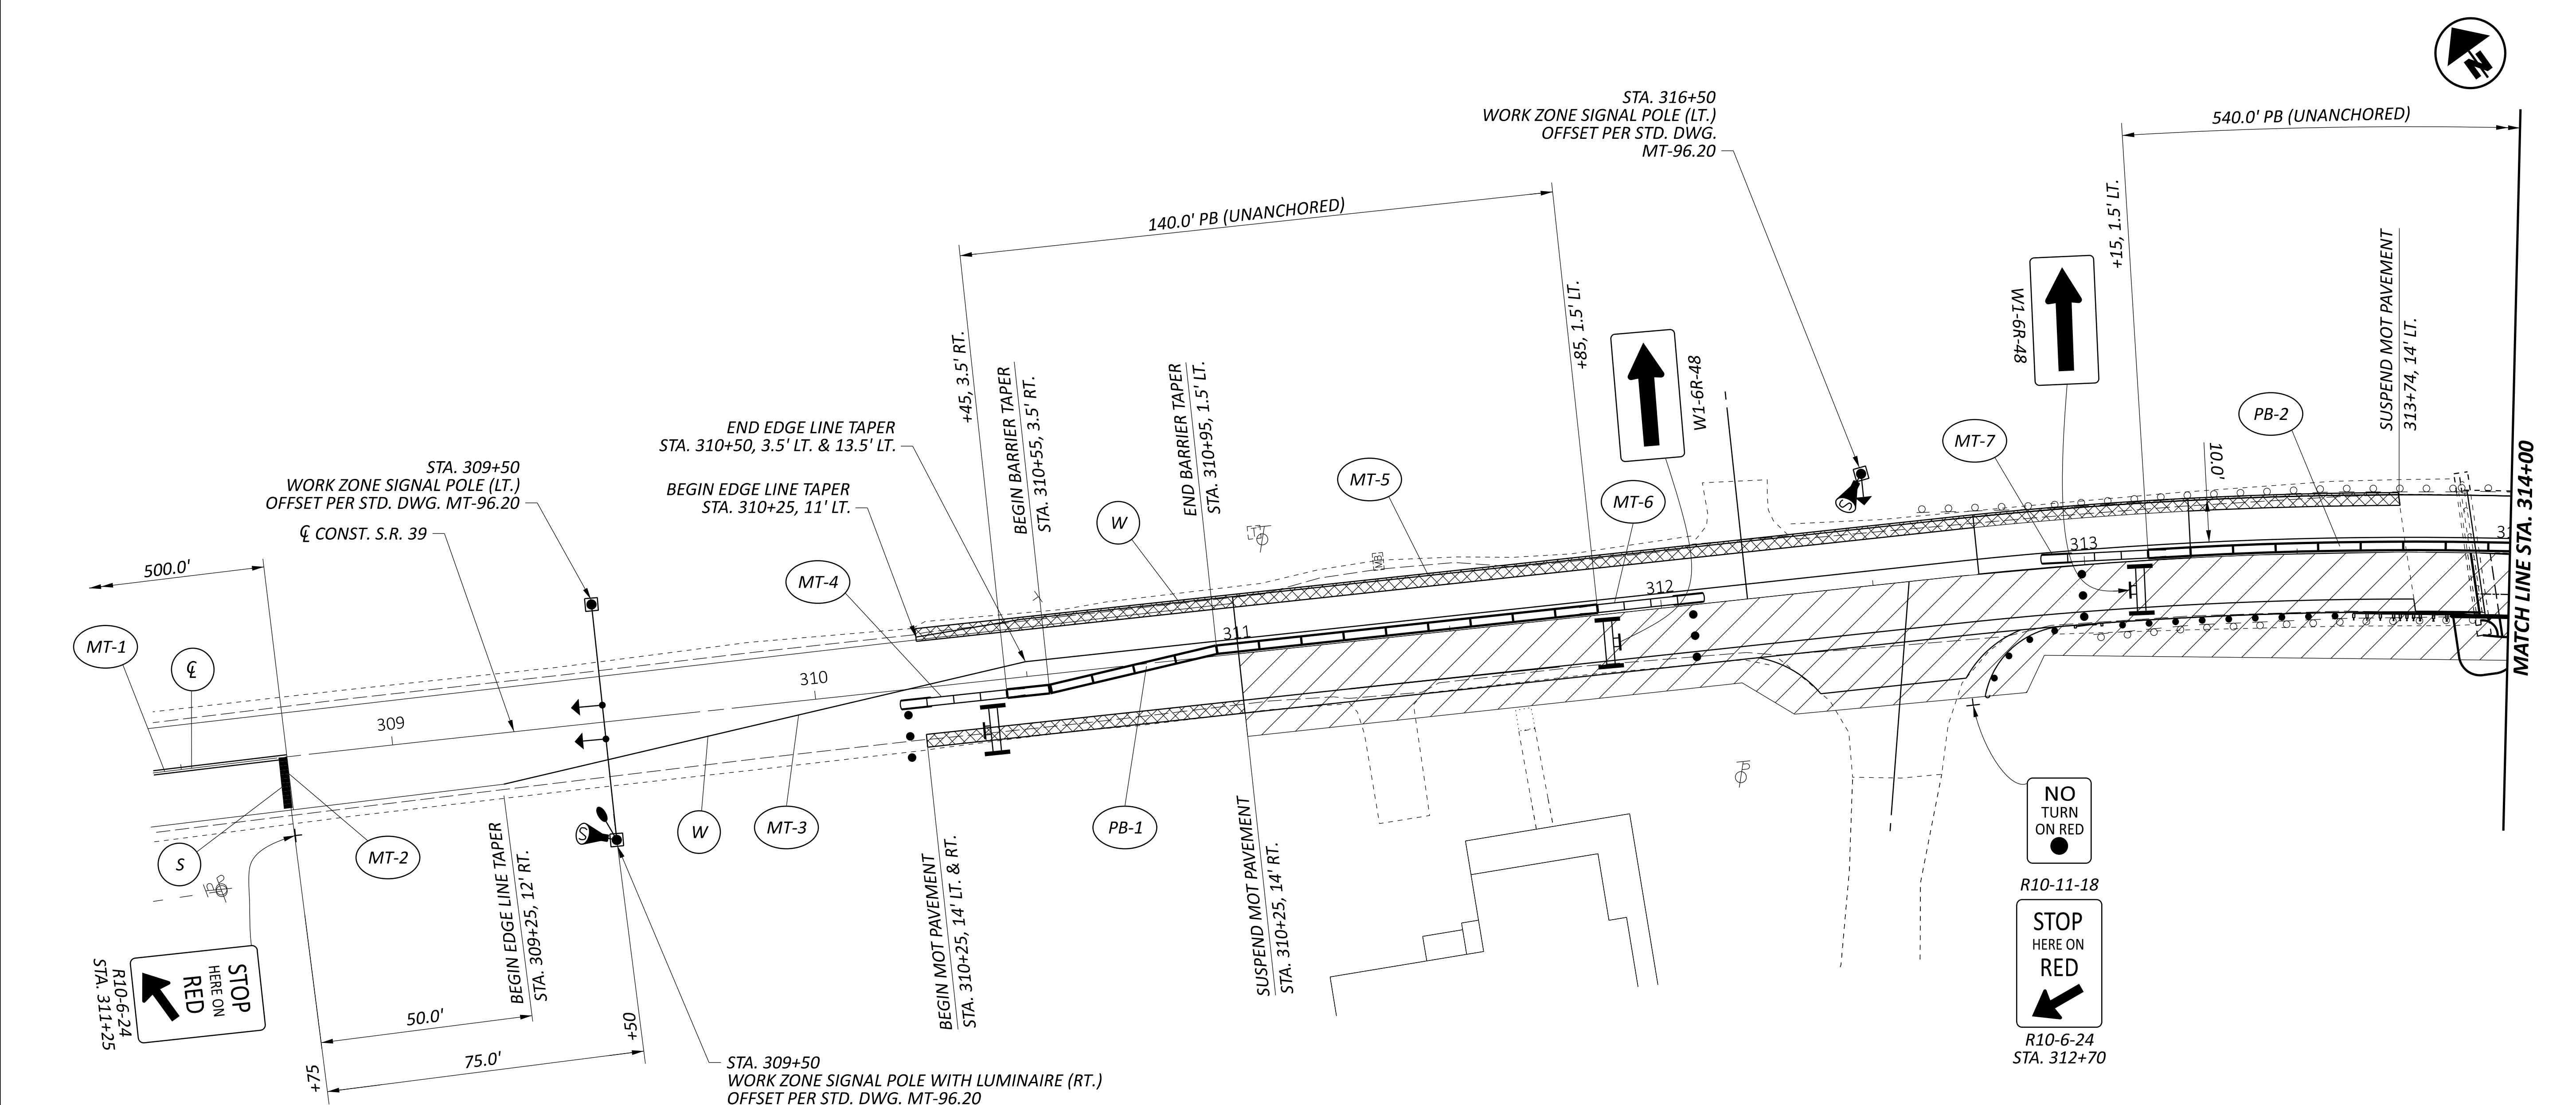 N
STA. 316+50
WORK ZONE SIGNAL POLE (LT.)
OFFSET PER STD. DWG.
MT-96.20
540.0' PB (UNANCHORED)
140.0' PB (UNANCHORED)
+15, 1.5' LT.
SUSPEND MOT PAVEMENT
313+74, 14' LT.
W1-6R-48
W1-6R-48
+85, 1.5' LT.
+45, 3.5' RT.
BEGIN BARRIER TAPER
STA. 310+55, 3.5' RT.
END BARRIER TAPER
STA. 310+95, 1.5' LT.
END EDGE LINE TAPER
STA. 310+50, 3.5' LT. & 13.5' LT.
BEGIN EDGE LINE TAPER
STA. 310+25, 11' LT.
STA. 309+50
WORK ZONE SIGNAL POLE (LT.)
OFFSET PER STD. DWG. MT-96.20
℄ CONST. S.R. 39
500.0'
MT-1
℄
MT-4
W
MT-5
MT-6
MT-7
PB-2
10.0'
MATCH LINE STA. 314+00
309
310
311
312
313
31
S
S
S
MT-2
W
MT-3
PB-1
BEGIN EDGE LINE TAPER
STA. 309+25, 12' RT.
BEGIN MOT PAVEMENT
STA. 310+25, 14' LT. & RT.
SUSPEND MOT PAVEMENT
STA. 310+25, 14' RT.
STOP
HERE ON
RED
R10-6-24
STA. 311+25
50.0'
75.0'
+75
+50
STA. 309+50
WORK ZONE SIGNAL POLE WITH LUMINAIRE (RT.)
OFFSET PER STD. DWG. MT-96.20
NO
TURN
ON RED
R10-11-18
STOP
HERE ON
RED
R10-6-24
STA. 312+70